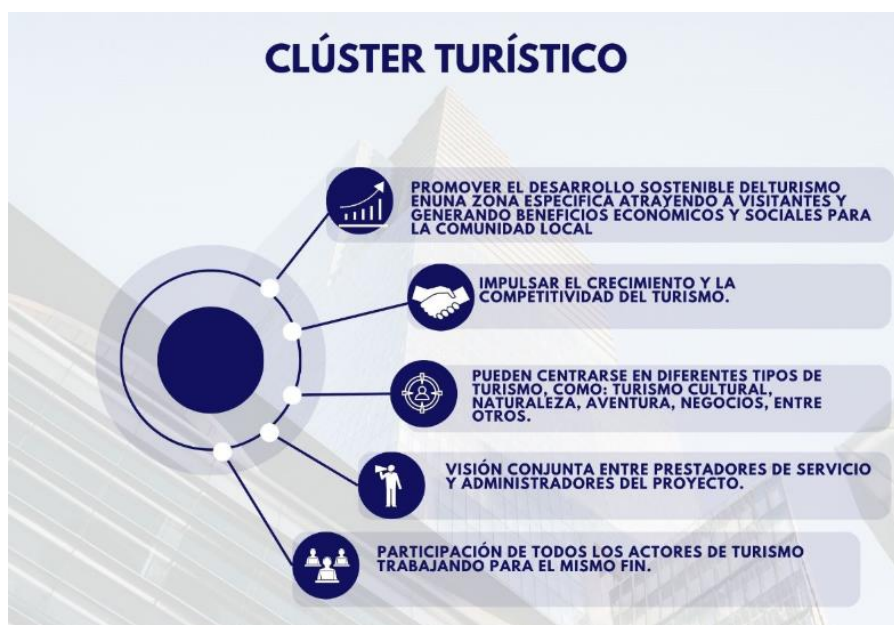 CLÚSTER TURÍSTICO
PROMOVER EL DESARROLLO SOSTENIBLE DELTURISMO
ENUNA ZONA ESPECIFICA ATRAYENDO A VISITANTES Y
GENERANDO BENEFICIOS ECONÓMICOS Y SOCIALES PARA
LA COMUNIDAD LOCAL
IMPULSAR EL CRECIMIENTO Y LA
COMPETITIVIDAD DEL TURISMO.
PUEDEN CENTRARSE EN DIFERENTES TIPOS DE
TURISMO, COMO: TURISMO CULTURAL,
NATURALEZA, AVENTURA, NEGOCIOS, ENTRE
OTROS.
VISIÓN CONJUNTA ENTRE PRESTADORES DE SERVICIO
Y ADMINISTRADORES DEL PROYECTO.
PARTICIPACIÓN DE TODOS LOS ACTORES DE TURISMO
TRABAJANDO PARA EL MISMO FIN.